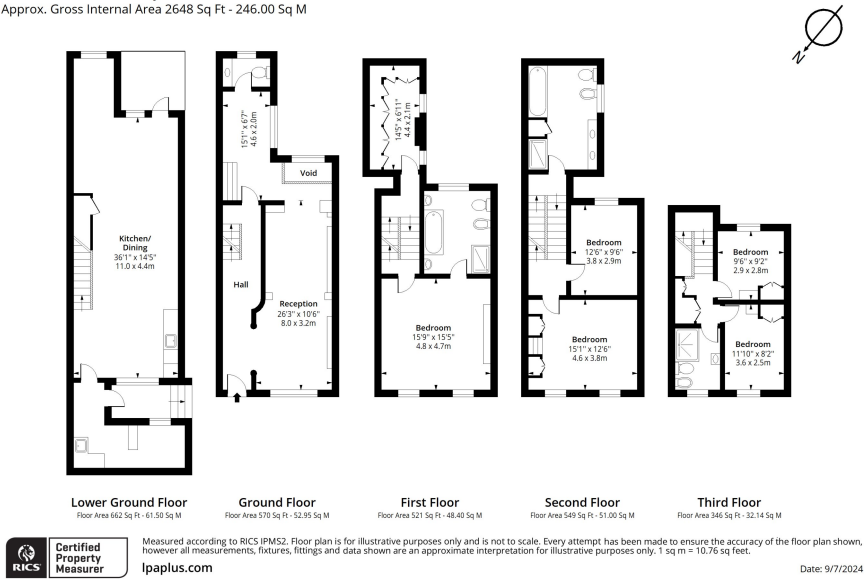 Approx. Gross Internal Area 2648 Sq Ft - 246.00 Sq M
N
Kitchen/
Dining
36'1" x 14'5"
11.0 x 4.4m
15'1" x 6'7"
4.6 x 2.0m
Void
Hall
Reception
26'3" x 10'6"
8.0 x 3.2m
14'5" x 6'11"
4.4 x 2.1m
Bedroom
15'9" x 15'5"
4.8 x 4.7m
Bedroom
12'6" x 9'6"
3.8 x 2.9m
Bedroom
15'1" x 12'6"
4.6 x 3.8m
Bedroom
9'6" x 9'2"
2.9 x 2.8m
Bedroom
11'10" x 8'2"
3.6 x 2.5m
Lower Ground Floor
Floor Area 662 Sq Ft - 61.50 Sq M
Ground Floor
Floor Area 570 Sq Ft - 52.95 Sq M
First Floor
Floor Area 521 Sq Ft - 48.40 Sq M
Second Floor
Floor Area 549 Sq Ft - 51.00 Sq M
Third Floor
Floor Area 346 Sq Ft - 32.14 Sq M
RICS
Certified
Property
Measurer
Measured according to RICS IPMS2. Floor plan is for illustrative purposes only and is not to scale. Every attempt has been made to ensure the accuracy of the floor plan shown,
however all measurements, fixtures, fittings and data shown are an approximate interpretation for illustrative purposes only. 1 sq m = 10.76 sq feet.
lpaplus.com
Date: 9/7/2024